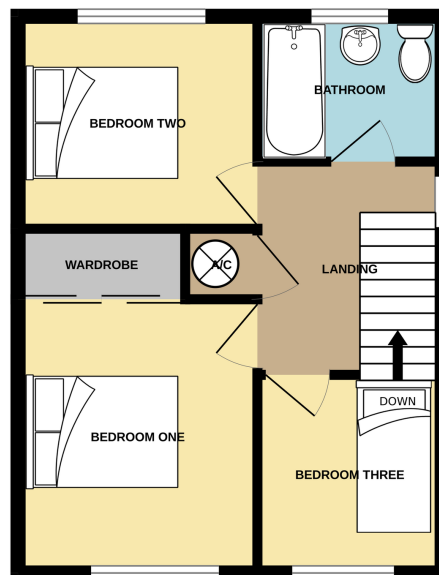 BATHROOM
BEDROOM TWO
WARDROBE
A/C
LANDING
DOWN
BEDROOM ONE
BEDROOM THREE